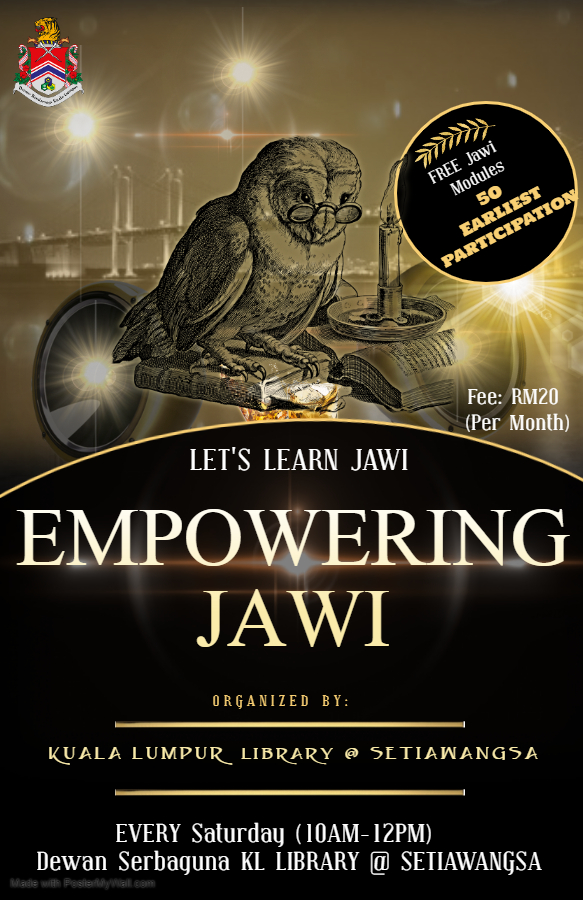 FREE Jawi
Modules
50
EARLIEST
PARTICIPATION
Fee: RM20
(Per Month)
LET'S LEARN JAWI
EMPOWERING
JAWI
ORGANIZED BY:
KUALA LUMPUR LIBRARY @ SETIAWANGSA
EVERY Saturday (10AM-12PM)
Dewan Serbaguna KL LIBRARY @ SETIAWANGSA
Made with PosterMyWall.com